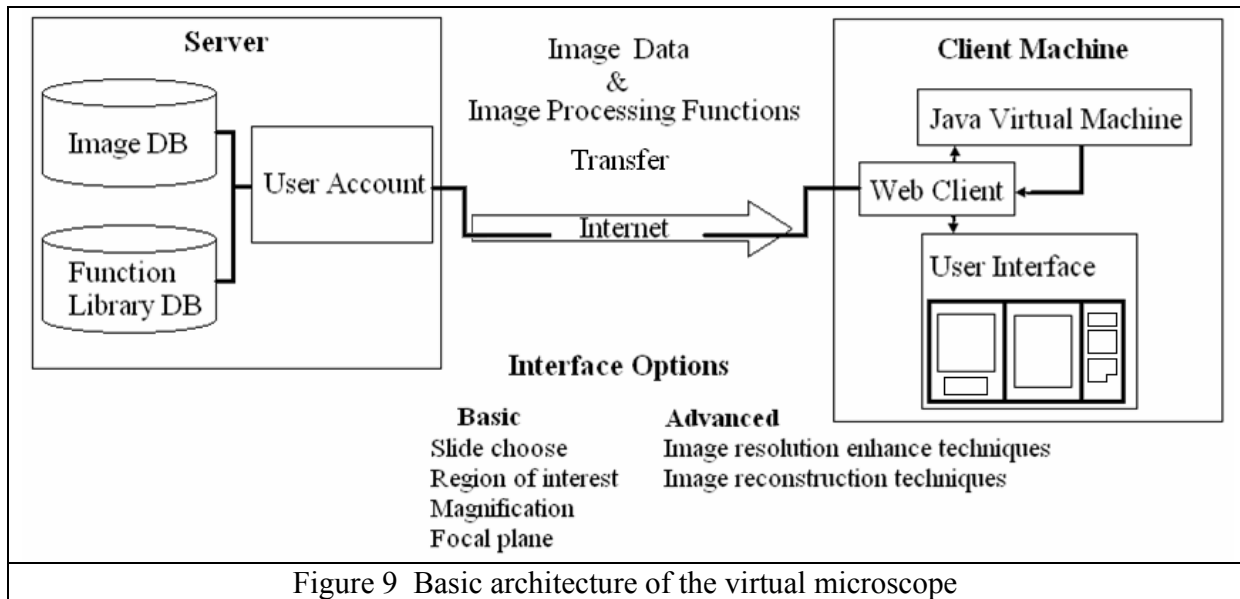 Server
Image DB
User Account
Function
Library DB
Image Data
&
Image Processing Functions
Transfer
Internet
Client Machine
Java Virtual Machine
Web Client
User Interface
Interface Options
Basic
Slide choose
Region of interest
Magnification
Focal plane
Advanced
Image resolution enhance techniques
Image reconstruction techniques
Figure 9 Basic architecture of the virtual microscope